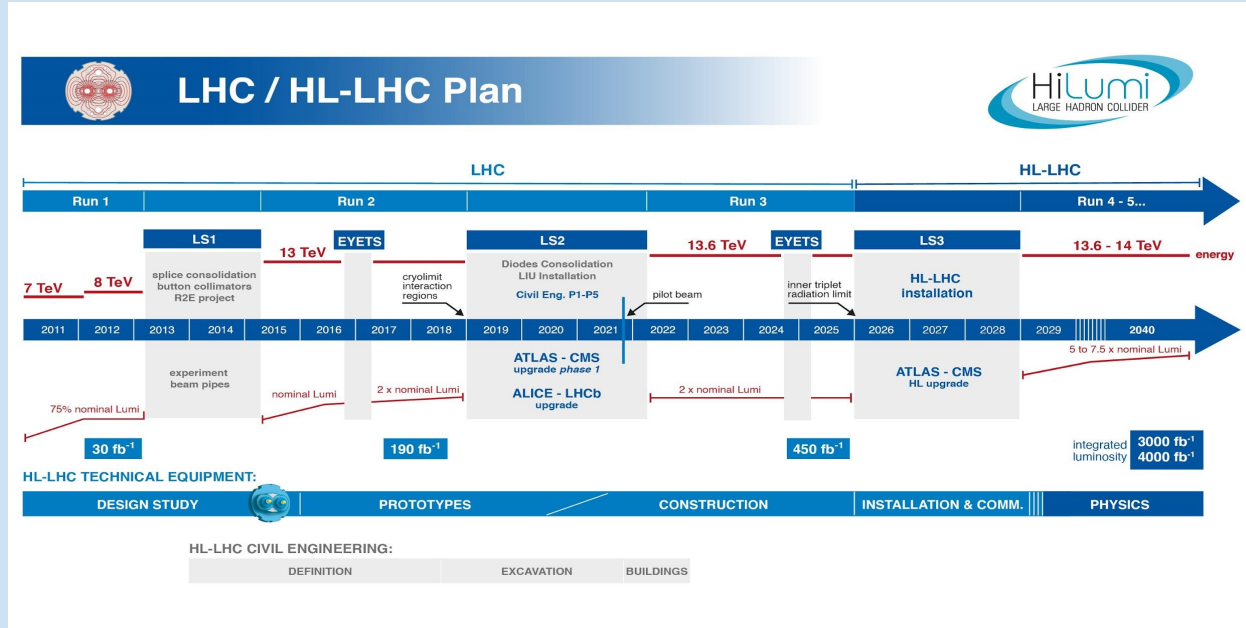 LHC / HL-LHC Plan
HiLumi
LARGE HADRON COLLIDER
LHC
HL-LHC
Run 1
Run 2
Run 3
Run 4 - 5...
LS1
EYETS
LS2
EYETS
LS3
13 TeV
13.6 TeV
13.6 - 14 TeV
energy
7 TeV
8 TeV
splice consolidation
button collimators
R2E project
cryolimit
interaction
regions
Diodes Consolidation
LIU Installation
Civil Eng. P1-P5
pilot beam
inner triplet
radiation limit
HL-LHC
installation
2011 2012 2013 2014 2015 2016 2017 2018 2019 2020 2021 2022 2023 2024 2025 2026 2027 2028 2029 2040
experiment
beam pipes
ATLAS - CMS
upgrade phase 1
ALICE - LHCb
upgrade
ATLAS - CMS
HL upgrade
5 to 7.5 x nominal Lumi
75% nominal Lumi
nominal Lumi
2 x nominal Lumi
2 x nominal Lumi
30 fb⁻¹
190 fb⁻¹
450 fb⁻¹
integrated
luminosity
3000 fb⁻¹
4000 fb⁻¹
HL-LHC TECHNICAL EQUIPMENT:
DESIGN STUDY
PROTOTYPES
CONSTRUCTION
INSTALLATION & COMM.
PHYSICS
HL-LHC CIVIL ENGINEERING:
DEFINITION
EXCAVATION
BUILDINGS